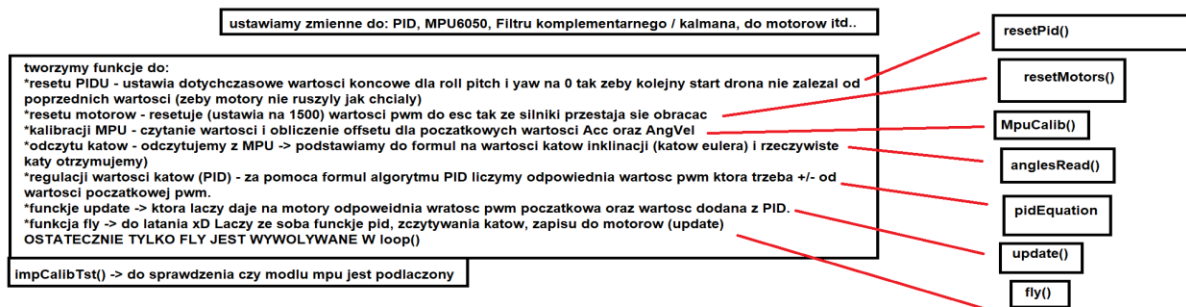 ustawiamy zmienne do: PID, MPU6050, Filtru komplementarnego / kalmana, do motorow itd..
tworzymy funkcje do:
*resetu PIDU - ustawia dotychczasowe wartosci koncowe dla roll pitch i yaw na 0 tak zeby kolejny start drona nie zalezal od
poprzednich wartosci (zeby motory nie ruszyly jak chcialy)
*resetu motorow - resetuje (ustawia na 1500) wartosci pwm do esc tak ze silniki przestaja sie obracac
*kalibracji MPU - czytanie wartosci i obliczenie offsetu dla poczatkowych wartosci Acc oraz AngVel
*odczytu katow - odczytujemy z MPU -> podstawiamy do formul na wartosci katow inklinacji (katow eulera) i rzeczywiste
katy otrzymujemy)
*regulacji wartosci katow (PID) - za pomoca formul algorytmu PID liczymy odpowiednia wartosc pwm ktora trzeba +/- od
wartosci poczatkowej pwm.
*funckje update -> ktora laczy daje na motory odpoweidnia wratosc pwm poczatkowa oraz wartosc dodana z PID.
*funkcja fly -> do latania xD Laczy ze soba funckje pid, zczytywania katow, zapisu do motorow (update)
OSTATECZNIE TYLKO FLY JEST WYWOLYWANE W loop()
impCalibTst() -> do sprawdzenia czy modlu mpu jest podlaczony
resetPid()
resetMotors()
MpuCalib()
anglesRead()
pidEquation
update()
fly()